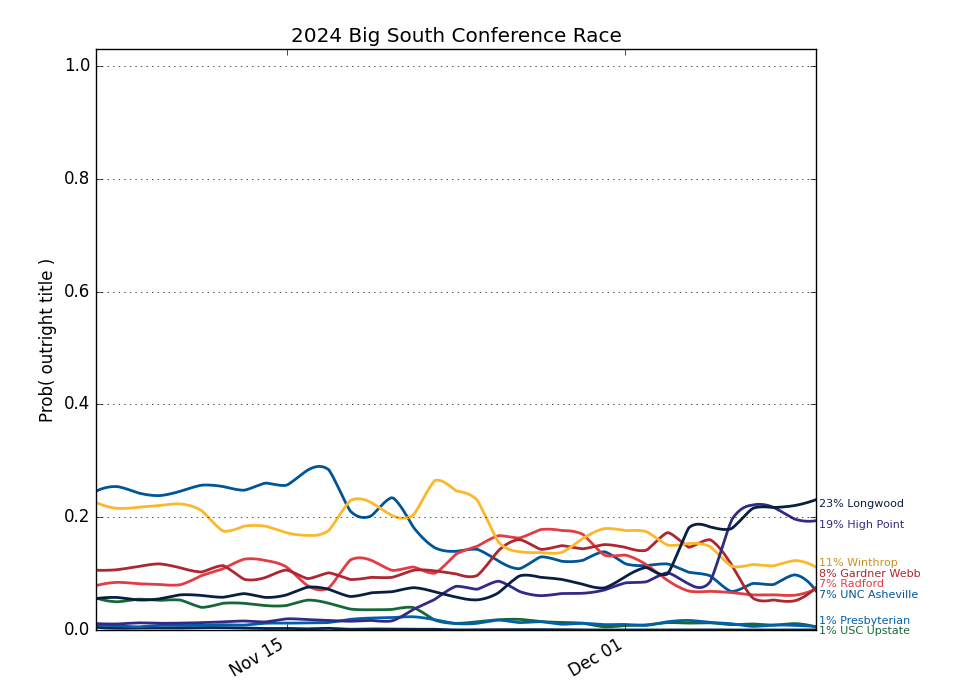 2024 Big South Conference Race
Prob( outright title )
1.0
0.8
0.6
0.4
0.2
0.0
Nov 15
Dec 01
23% Longwood
19% High Point
11% Winthrop
8% Gardner Webb
7% Radford
7% UNC Asheville
1% Presbyterian
1% USC Upstate